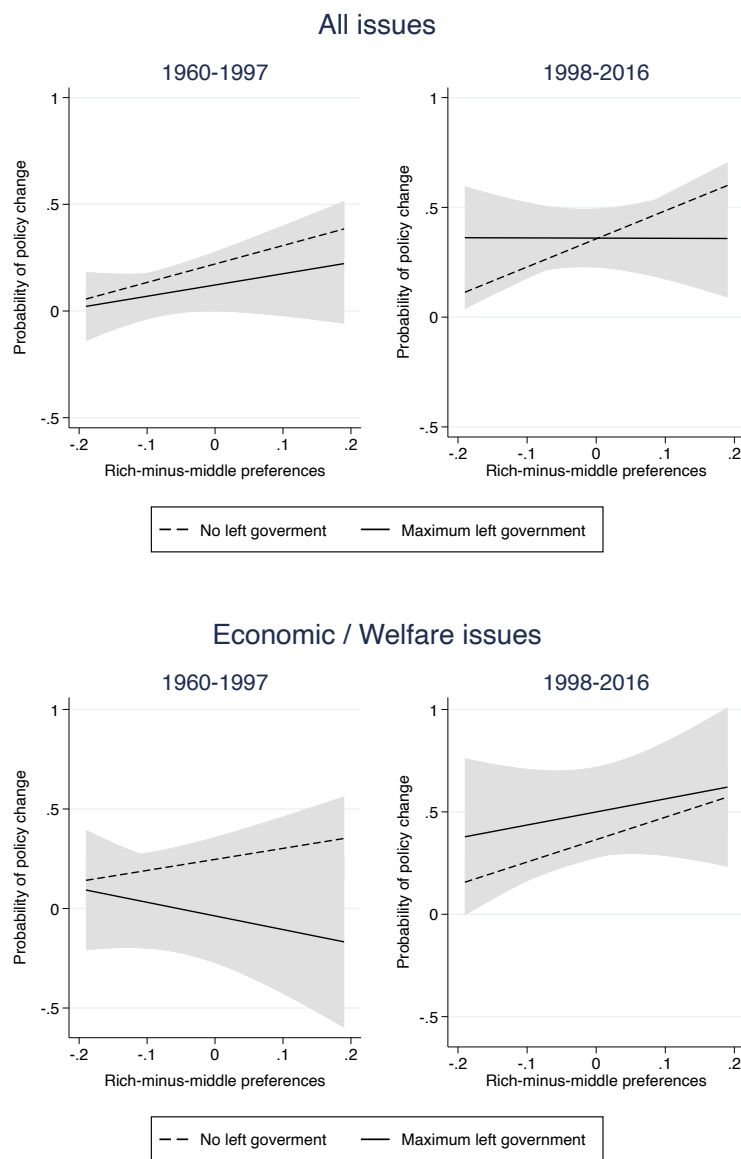 All issues
1960-1997
1998-2016
Probability of policy change
1
.5
0
-.5
-.2 -.1 0 .1 .2
Rich-minus-middle preferences
Probability of policy change
1
.5
0
-.5
-.2 -.1 0 .1 .2
Rich-minus-middle preferences
No left goverment Maximum left government
Economic / Welfare issues
1960-1997
1998-2016
Probability of policy change
1
.5
0
-.5
-.2 -.1 0 .1 .2
Rich-minus-middle preferences
Probability of policy change
1
.5
0
-.5
-.2 -.1 0 .1 .2
Rich-minus-middle preferences
No left goverment Maximum left government